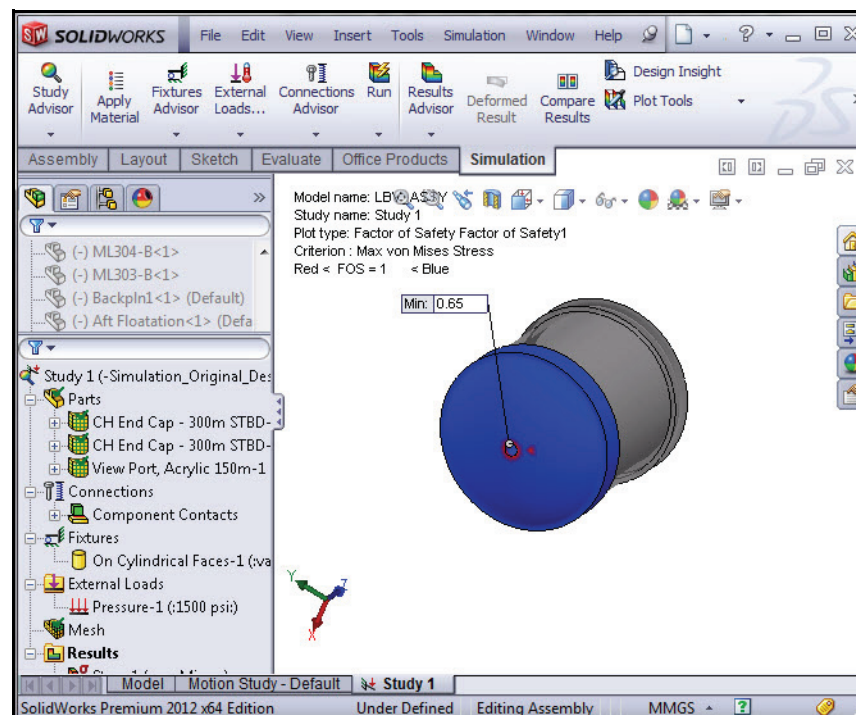 SW SOLIDWORKS File Edit View Insert Tools Simulation Window Help
Study Advisor
Apply Material
Fixtures Advisor
External Loads...
Connections Advisor
Run
Results Advisor
Deformed Result
Compare Results
Design Insight
Plot Tools
Assembly Layout Sketch Evaluate Office Products Simulation
(-) ML304-B<1>
(-) ML303-B<1>
(-) Backpln1<1> (Default)
(-) Aft Floatation<1> (Defa
Study 1 (-Simulation_Original_Des
Parts
CH End Cap - 300m STBD-
CH End Cap - 300m STBD-
View Port, Acrylic 150m-1
Connections
Component Contacts
Fixtures
On Cylindrical Faces-1 (:va
External Loads
Pressure-1 (:1500 psi:)
Mesh
Results
Model name: LBV ASSY
Study name: Study 1
Plot type: Factor of Safety Factor of Safety1
Criterion : Max von Mises Stress
Red < FOS = 1 < Blue
Min: 0.65
Y Z X
Model Motion Study - Default Study 1
SolidWorks Premium 2012 x64 Edition Under Defined Editing Assembly MMGS ?